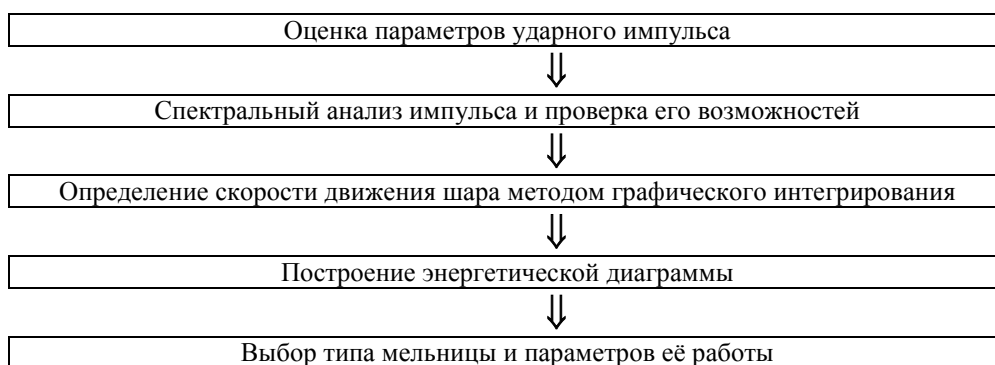 Оценка параметров ударного импульса
Спектральный анализ импульса и проверка его возможностей
Определение скорости движения шара методом графического интегрирования
Построение энергетической диаграммы
Выбор типа мельницы и параметров её работы